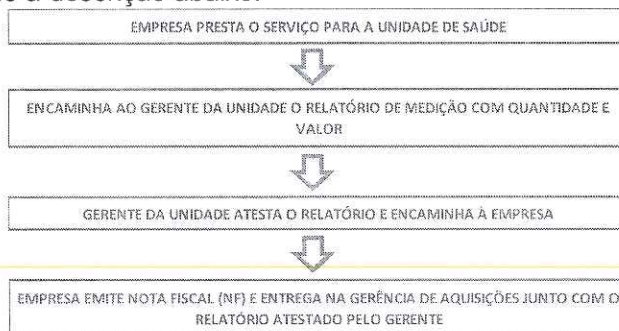 EMPRESA PRESTA O SERVIÇO PARA A UNIDADE DE SAÚDE
ENCAMINHA AO GERENTE DA UNIDADE O RELATÓRIO DE MEDIÇÃO COM QUANTIDADE E
VALOR
GERENTE DA UNIDADE ATESTA O RELATÓRIO E ENCAMINHA À EMPRESA
EMPRESA EMITE NOTA FISCAL (NF) E ENTREGA NA GERÊNCIA DE AQUISIÇÕES JUNTO COM O
RELATÓRIO ATESTADO PELO GERENTE